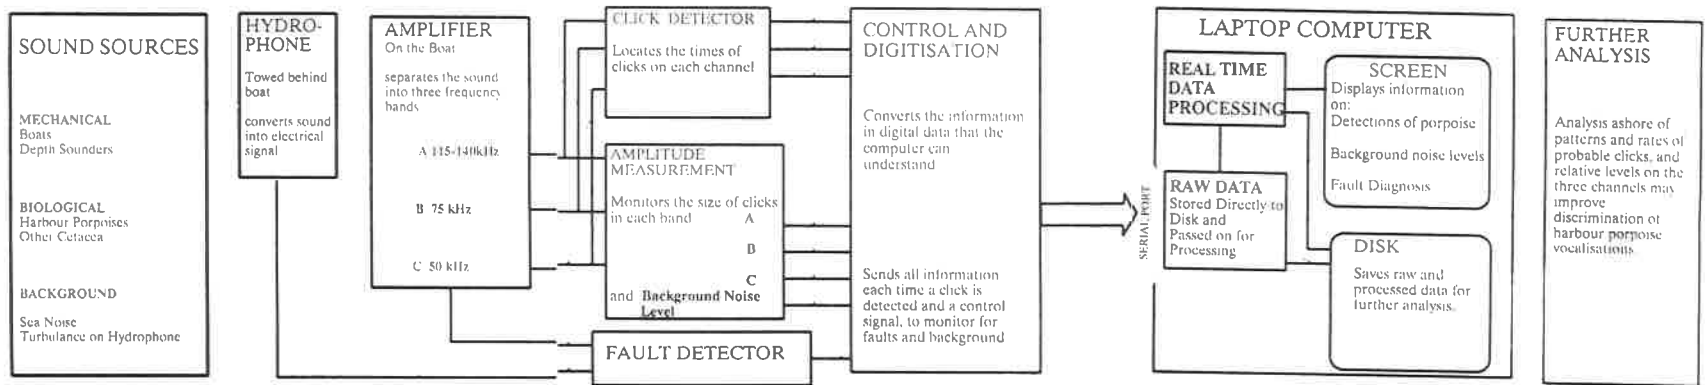 SOUND SOURCES
MECHANICAL
Boats
Depth Sounders
BIOLOGICAL
Harbour Porpoises
Other Cetacea
BACKGROUND
Sea Noise
Turbulance on Hydrophone
HYDRO-
PHONE
Towed behind
boat
converts sound
into electrical
signal
AMPLIFIER
On the Boat
separates the sound
into three frequency
bands
A 115-140kHz
B 75 kHz
C 50 kHz
CLICK DETECTOR
Locates the times of
clicks on each channel
AMPLITUDE
MEASUREMENT
Monitors the size of clicks
in each band A
B
C
and Background Noise
Level
FAULT DETECTOR
CONTROL AND
DIGITISATION
Converts the information
in digital data that the
computer can
understand
Sends all information
each time a click is
detected and a control
signal, to monitor for
faults and background
SERIAL PORT
LAPTOP COMPUTER
REAL TIME
DATA
PROCESSING
RAW DATA
Stored Directly to
Disk and
Passed on for
Processing
SCREEN
Displays information
on:
Detections of porpoise
Background noise levels
Fault Diagnosis
DISK
Saves raw and
processed data for
further analysis.
FURTHER
ANALYSIS
Analysis ashore of
patterns and rates of
probable clicks, and
relative levels on the
three channels may
improve
discrimination of
harbour porpoise
vocalisations